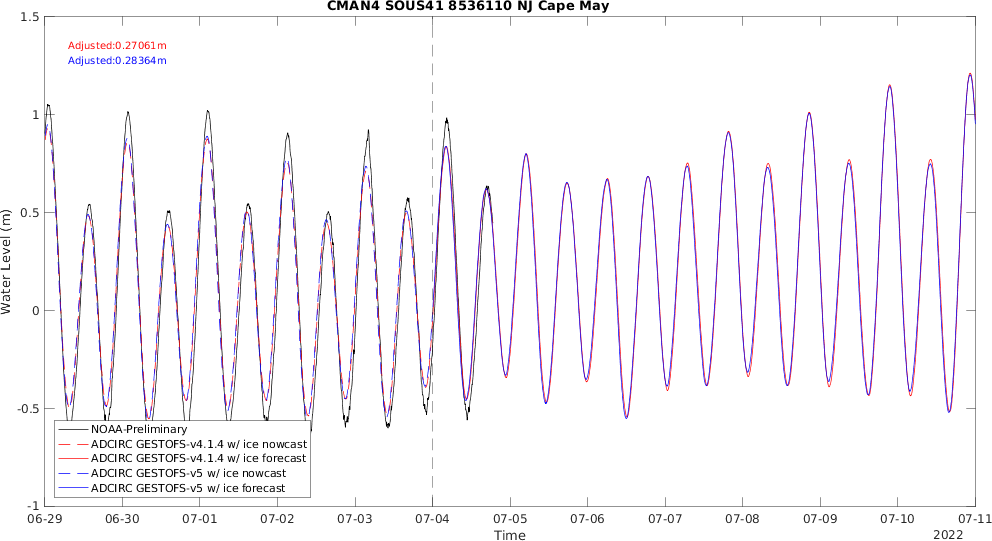 CMAN4 SOUS41 8536110 NJ Cape May
Adjusted:0.27061m
Adjusted:0.28364m
Water Level (m)
1.5
1
0.5
0
-0.5
-1
NOAA-Preliminary
ADCIRC GESTOFS-v4.1.4 w/ ice nowcast
ADCIRC GESTOFS-v4.1.4 w/ ice forecast
ADCIRC GESTOFS-v5 w/ ice nowcast
ADCIRC GESTOFS-v5 w/ ice forecast
06-29 06-30 07-01 07-02 07-03 07-04 07-05 07-06 07-07 07-08 07-09 07-10 07-11
Time
2022